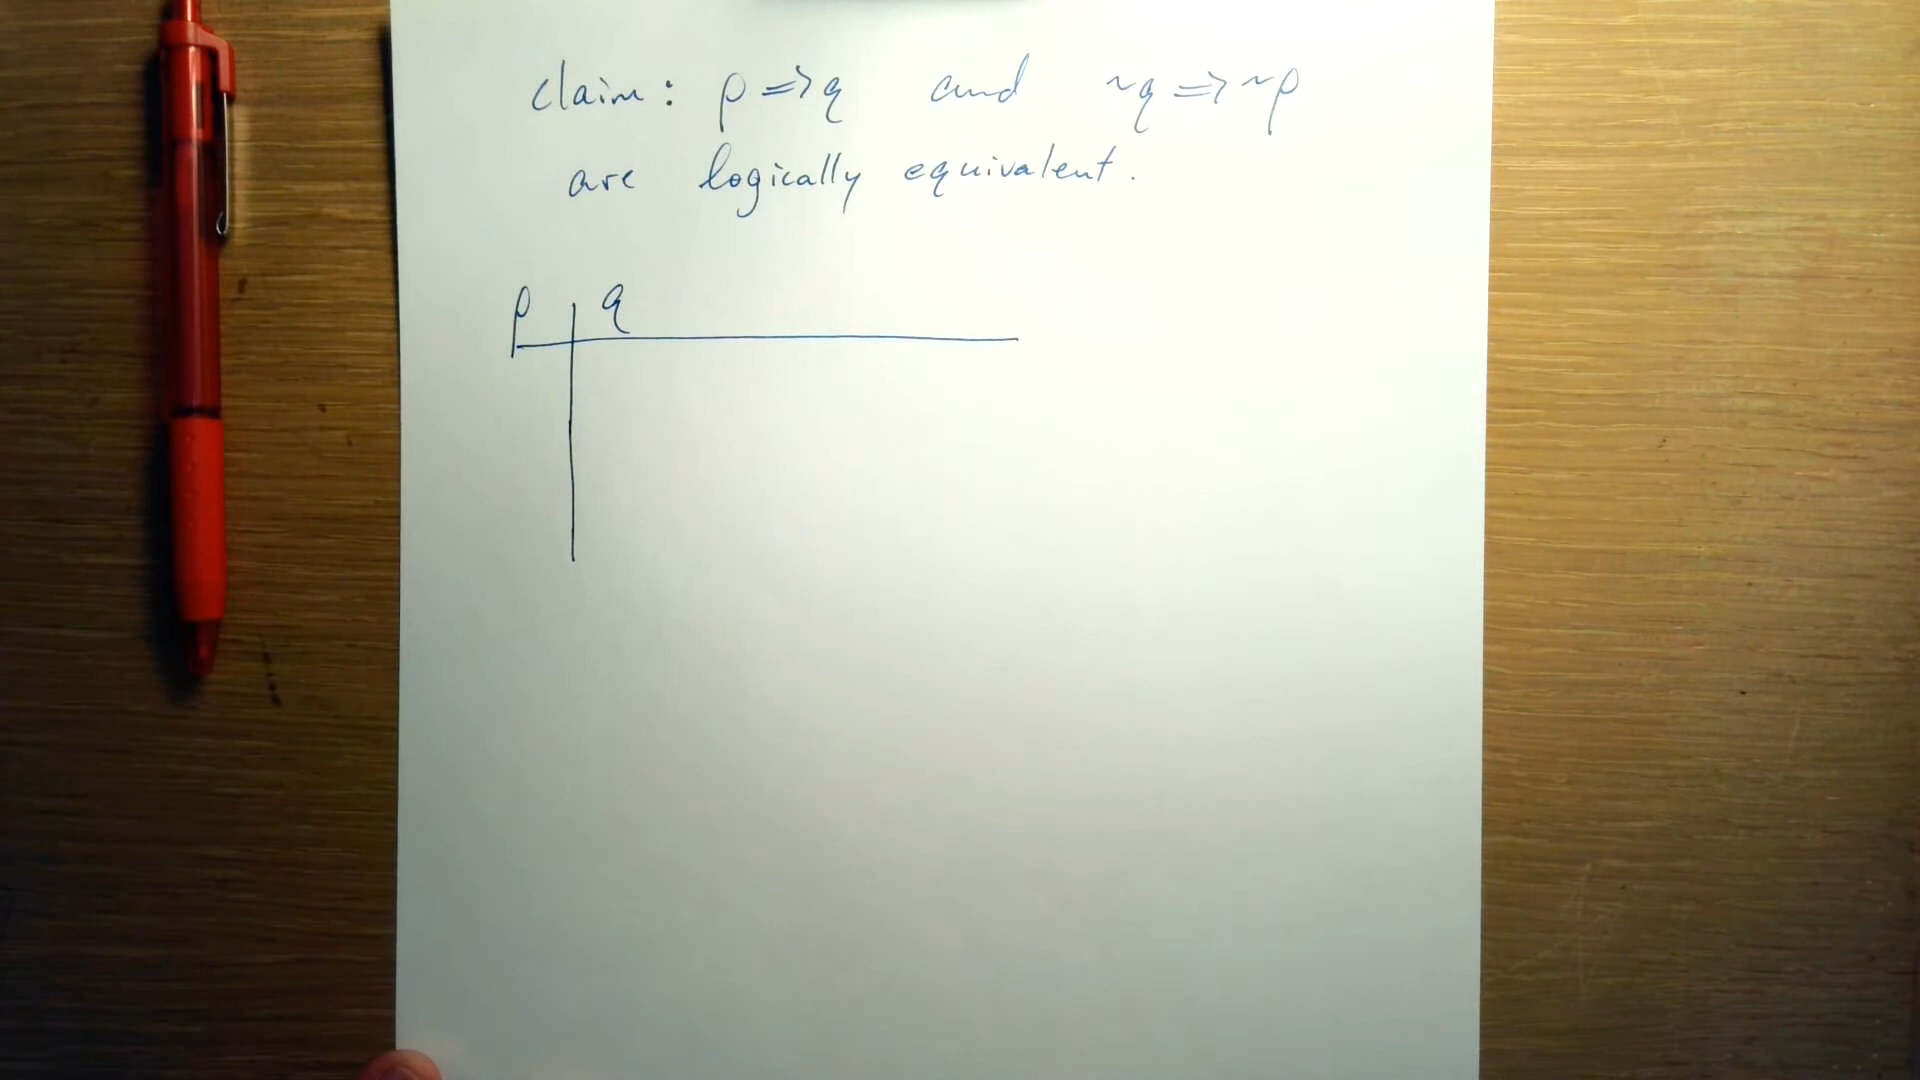 claim: p => q and ~q => ~p
are logically equivalent.
p q